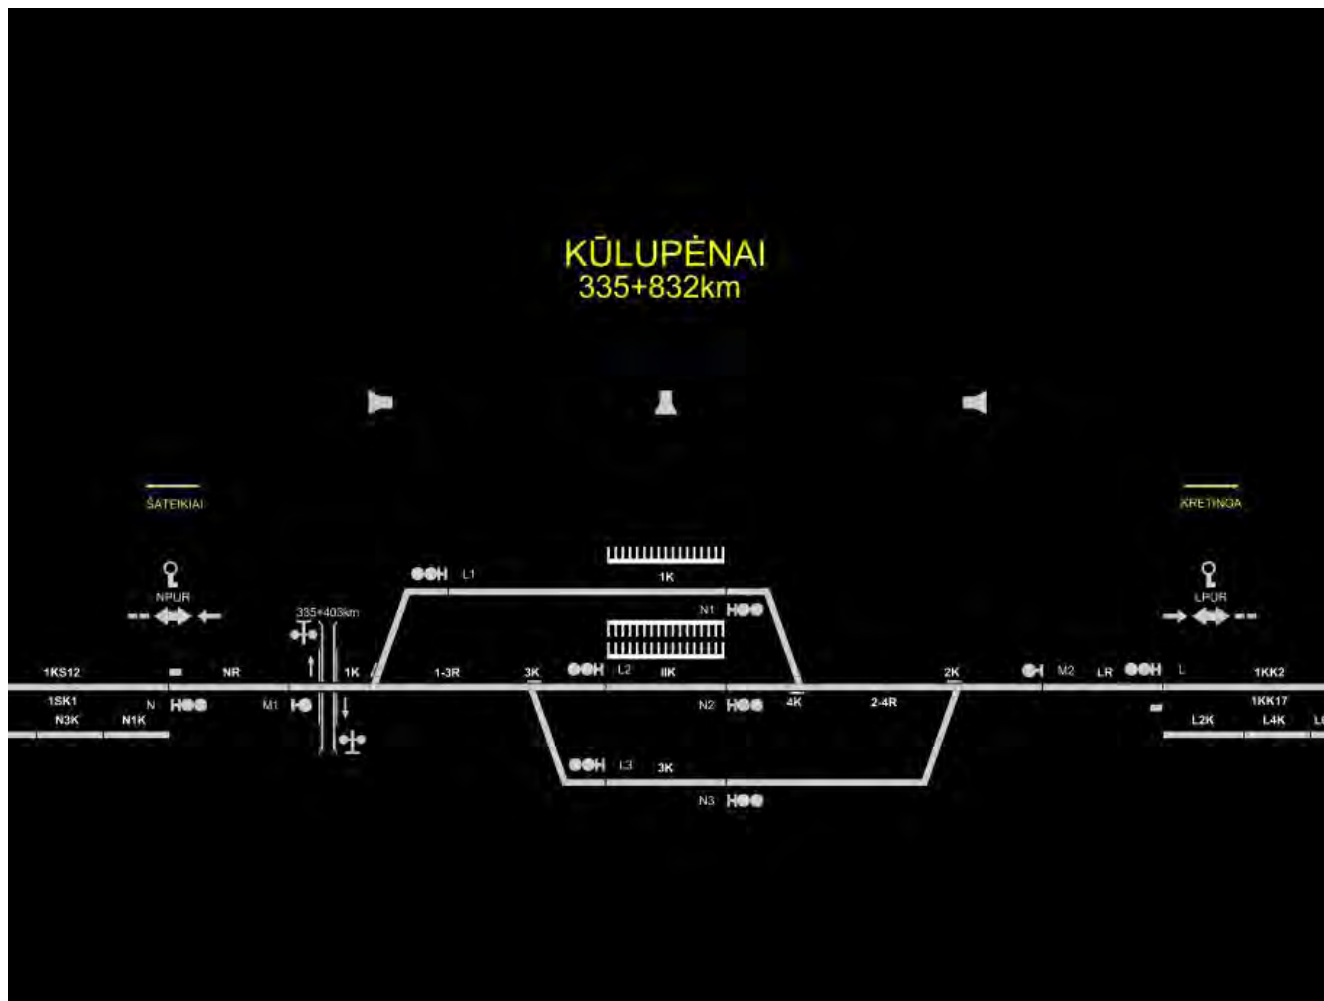 KŪLUPĖNAI
335+832km
ŠATEIKIAI
KRETINGA
L1
1K
NPUR
LPUR
335+403km
N1
1KS12
NR
1K
1-3R
3K
L2
IIK
2K
M2
LR
L
1KK2
1SK1
N
M1
N2
4K
2-4R
1KK17
N3K
N1K
L2K
L4K
L3
3K
N3